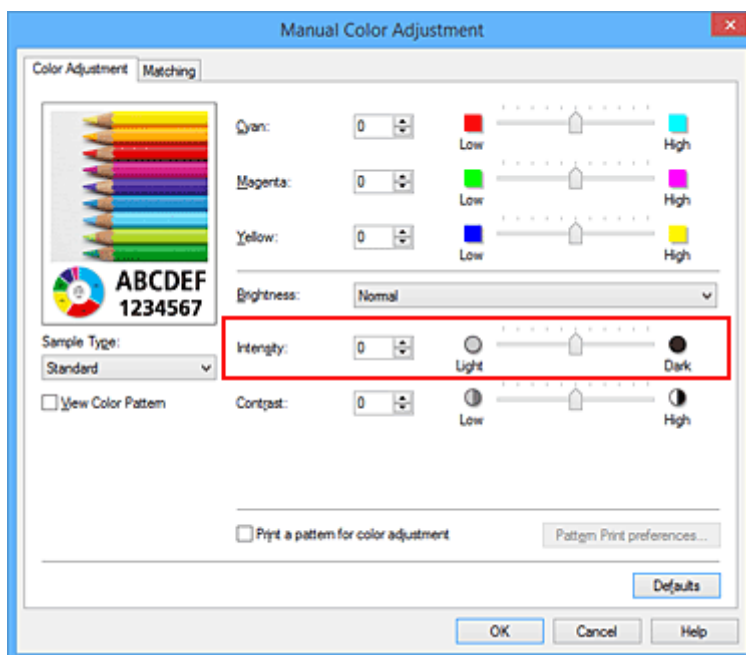 Manual Color Adjustment
Color Adjustment Matching
Cyan: 0 Low High
Magenta: 0 Low High
Yellow: 0 Low High
ABCDEF
1234567
Brightness: Normal
Sample Type:
Standard
Intensity: 0 Light Dark
View Color Pattern
Contrast: 0 Low High
Print a pattern for color adjustment Pattern Print preferences...
Defaults
OK Cancel Help